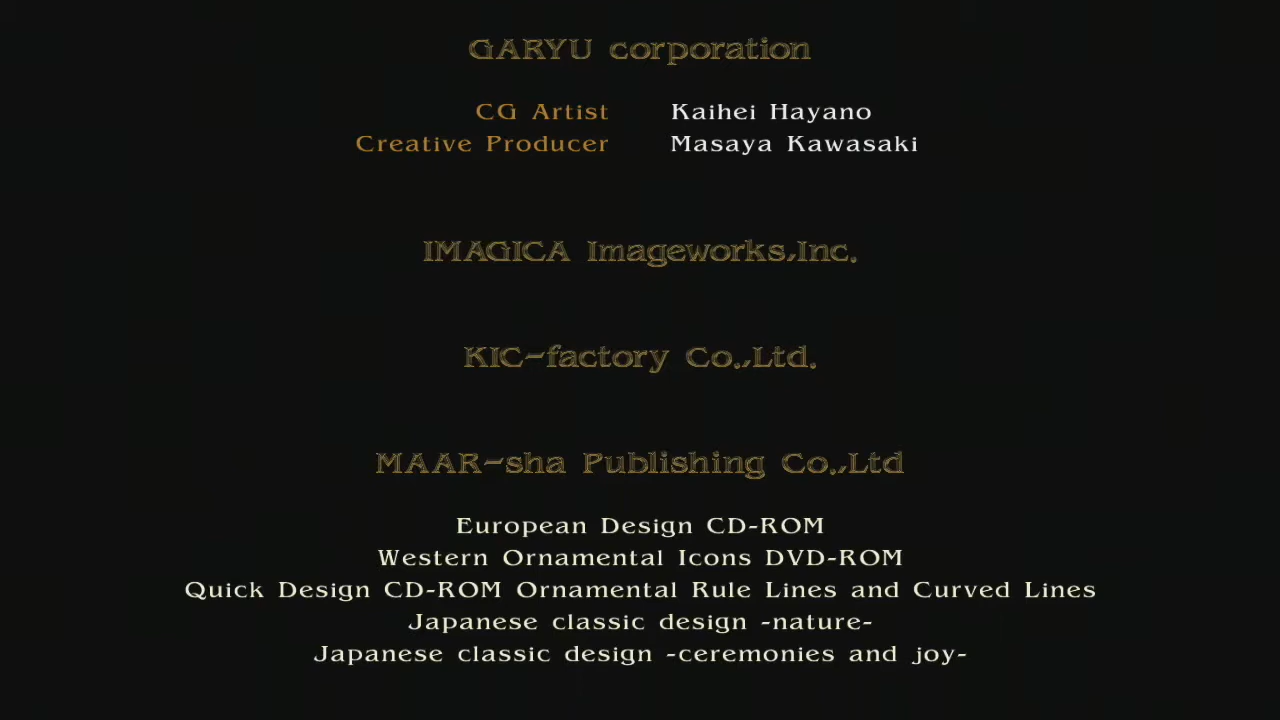 GARYU corporation
CG Artist Kaihei Hayano
Creative Producer Masaya Kawasaki
IMAGICA Imageworks,Inc.
KIC-factory Co.,Ltd.
MAAR-sha Publishing Co.,Ltd
European Design CD-ROM
Western Ornamental Icons DVD-ROM
Quick Design CD-ROM Ornamental Rule Lines and Curved Lines
Japanese classic design -nature-
Japanese classic design -ceremonies and joy-